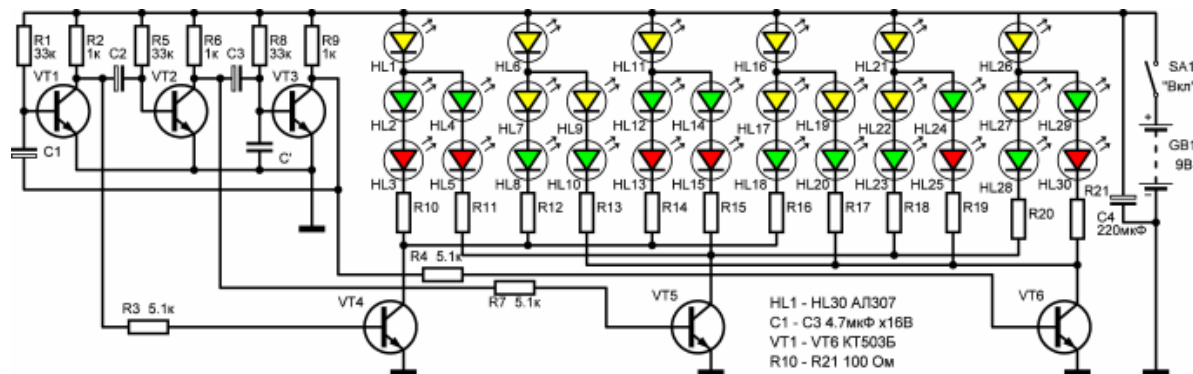 R1
33к
R2
1к
C2
R5
33к
R6
1к
C3
R8
33к
R9
1к
VT1
VT2
VT3
C1
C'
HL1
HL6
HL11
HL16
HL21
HL26
HL2
HL4
HL7
HL9
HL12
HL14
HL17
HL19
HL22
HL24
HL27
HL29
HL3
HL5
HL8
HL10
HL13
HL15
HL18
HL20
HL23
HL25
HL28
HL30
R10
R11
R12
R13
R14
R15
R16
R17
R18
R19
R20
R21
SA1
"Вкл"
+
GB1
9В
−
C4
220мкФ
R4 5.1к
R7 5.1к
R3 5.1к
VT4
VT5
VT6
HL1 - HL30 АЛ307
C1 - C3 4.7мкФ х16В
VT1 - VT6 КТ503Б
R10 - R21 100 Ом